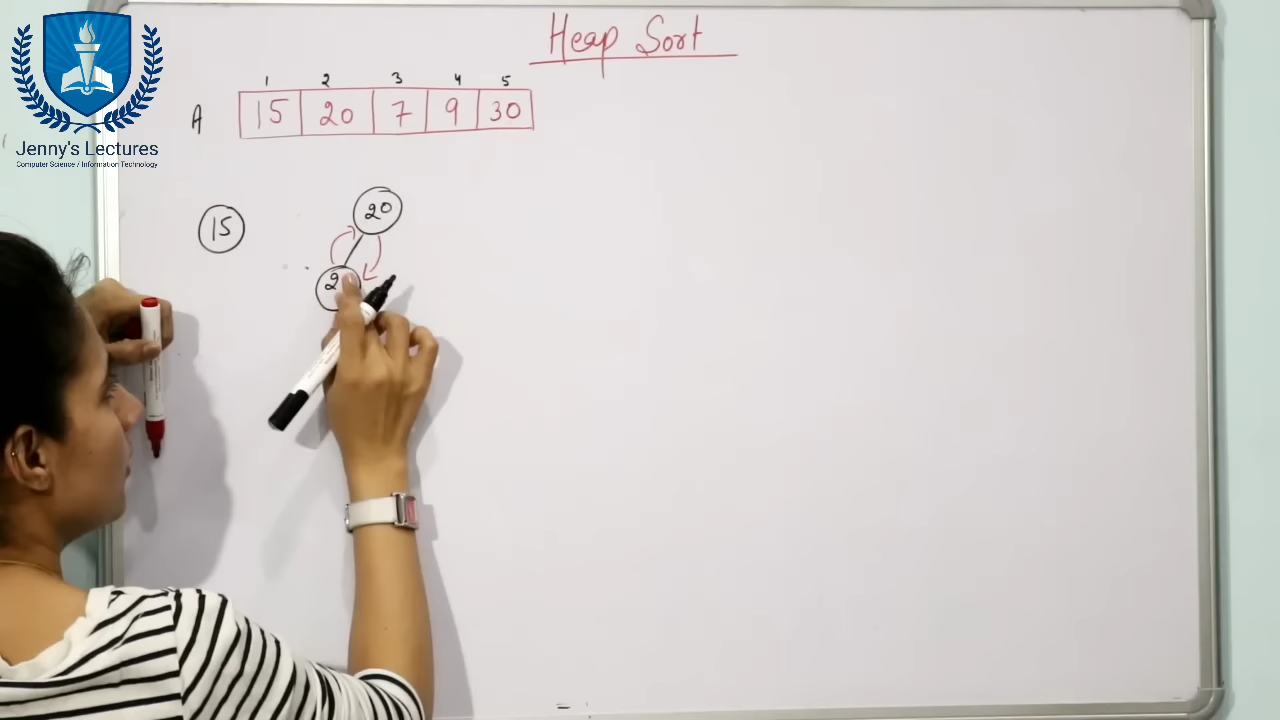 Heap Sort
1 2 3 4 5
A 15 20 7 9 30
Jenny's Lectures
Computer Science / Information Technology
15
20
2